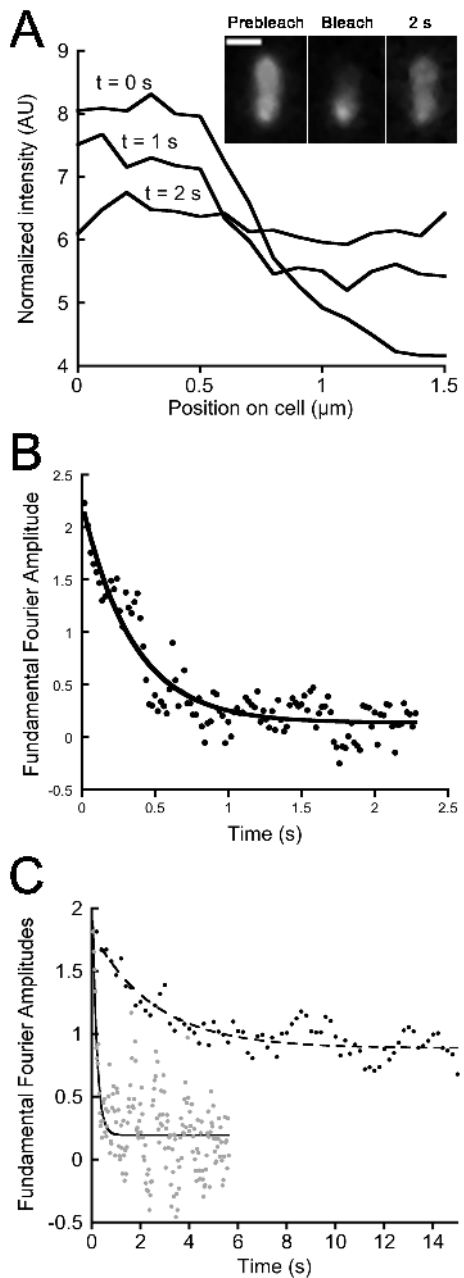 A
Prebleach Bleach 2 s
9
8
7
6
5
4
Normalized intensity (AU)
t = 0 s
t = 1 s
t = 2 s
0 0.5 1 1.5
Position on cell (μm)
B
2.5
2
1.5
1
0.5
0
-0.5
Fundamental Fourier Amplitude
0 0.5 1 1.5 2 2.5
Time (s)
C
2
1.5
1
0.5
0
-0.5
Fundamental Fourier Amplitudes
0 2 4 6 8 10 12 14
Time (s)